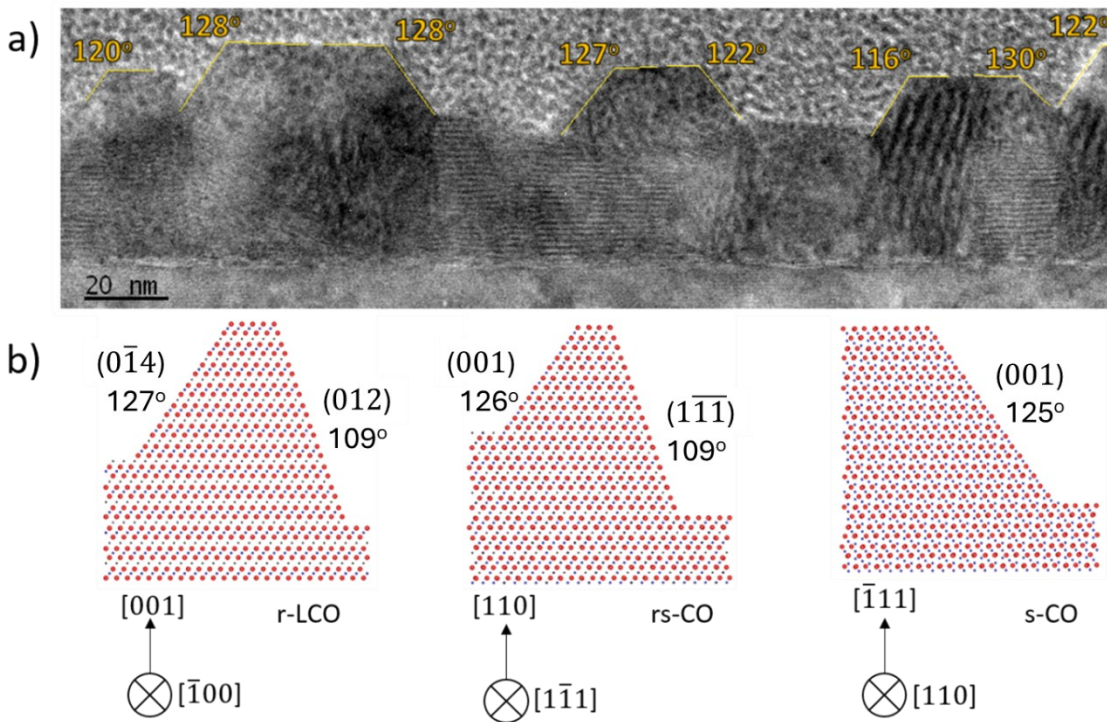 a)
120° 128° 128° 127° 122° 116° 130° 122°
20 nm
b)
(01̅4)
127°
(012)
109°
(001)
126°
(11̅1̅)
109°
(001)
125°
[001] r-LCO
[1̅00]
[110] rs-CO
[11̅1]
[1̅11] s-CO
[110]